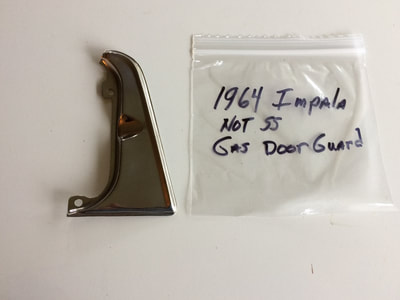 1964 Impala
NOT SS
Gas Door Guard